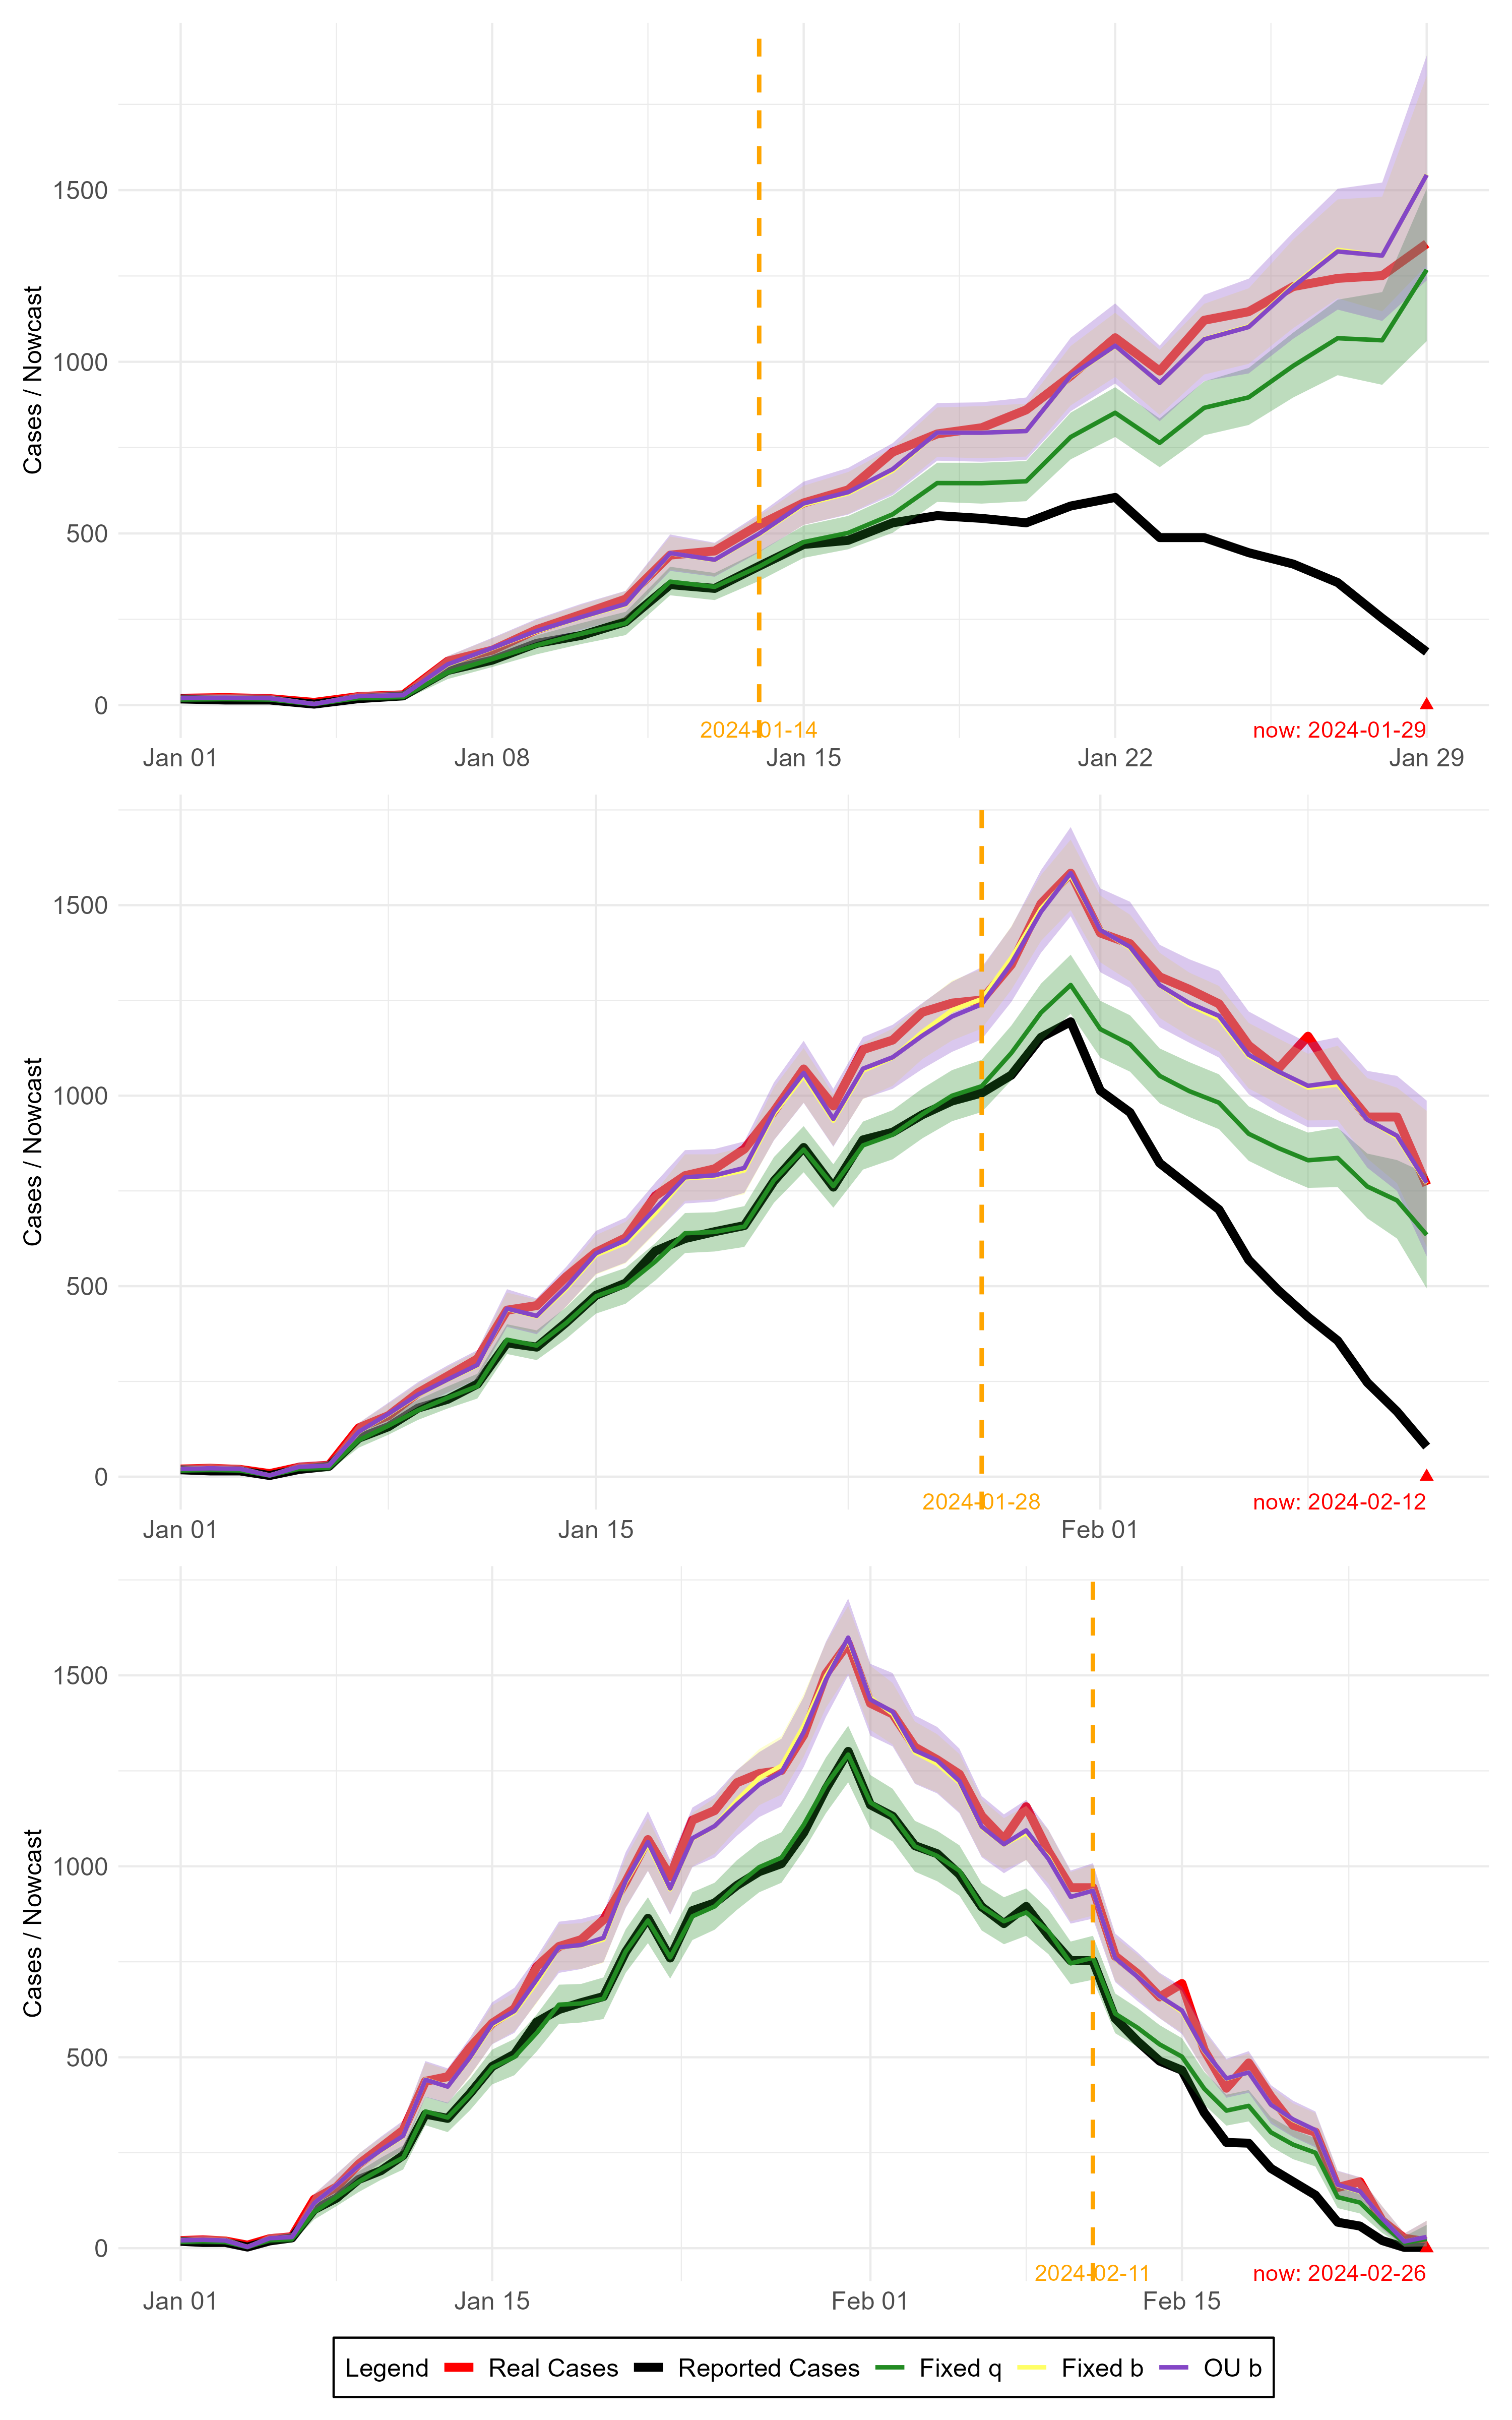 Cases / Nowcast
1500
1000
500
0
2024-01-14
now: 2024-01-29
Jan 01
Jan 08
Jan 15
Jan 22
Jan 29
Cases / Nowcast
1500
1000
500
0
2024-01-28
now: 2024-02-12
Jan 01
Jan 15
Feb 01
Cases / Nowcast
1500
1000
500
0
2024-02-11
now: 2024-02-26
Jan 01
Jan 15
Feb 01
Feb 15
Legend Real Cases Reported Cases Fixed q Fixed b OU b